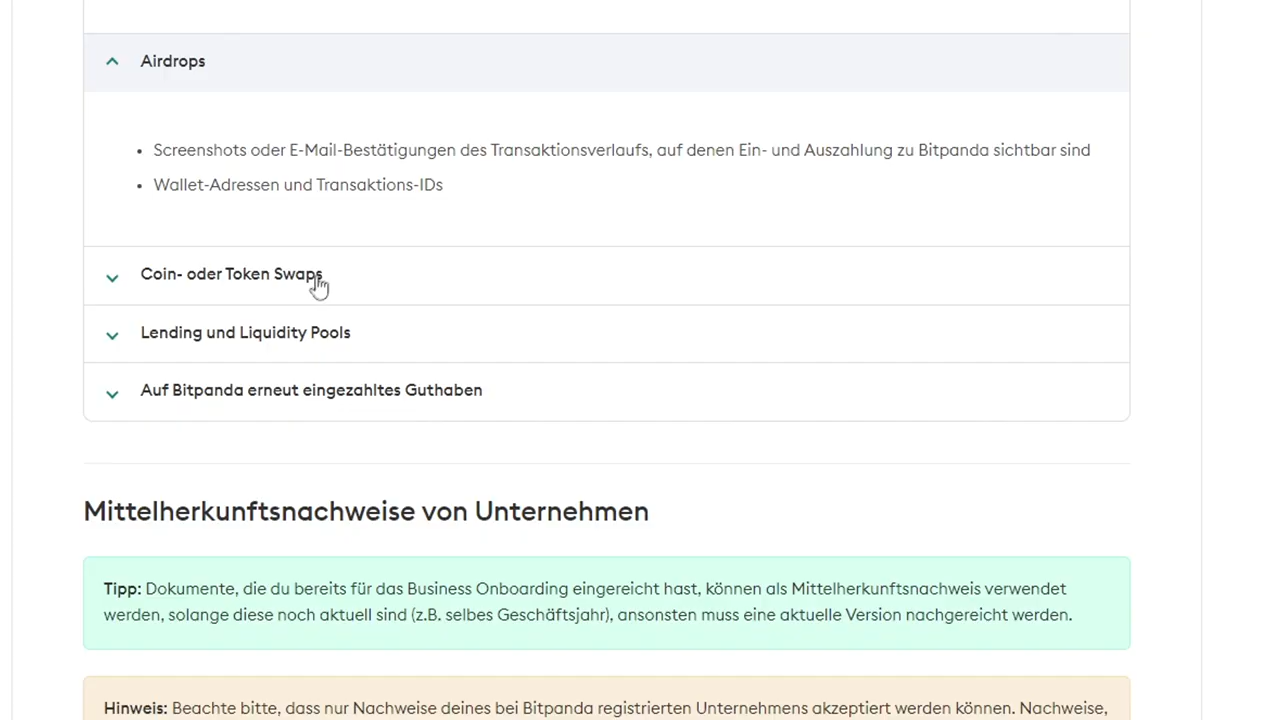 Airdrops
• Screenshots oder E-Mail-Bestätigungen des Transaktionsverlaufs, auf denen Ein- und Auszahlung zu Bitpanda sichtbar sind
• Wallet-Adressen und Transaktions-IDs
Coin- oder Token Swaps
Lending und Liquidity Pools
Auf Bitpanda erneut eingezahltes Guthaben
Mittelherkunftsnachweise von Unternehmen
Tipp: Dokumente, die du bereits für das Business Onboarding eingereicht hast, können als Mittelherkunftsnachweis verwendet
werden, solange diese noch aktuell sind (z.B. selbes Geschäftsjahr), ansonsten muss eine aktuelle Version nachgereicht werden.
Hinweis: Beachte bitte, dass nur Nachweise deines bei Bitpanda registrierten Unternehmens akzeptiert werden können. Nachweise,